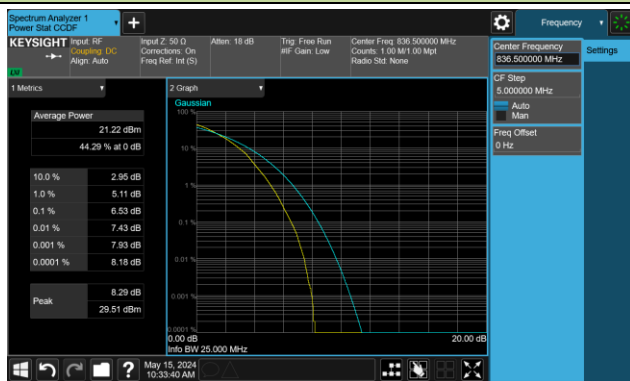 Spectrum Analyzer 1
Power Stat CCDF
Frequency
KEYSIGHT
Input: RF
Coupling: DC
Align: Auto
Input Z: 50 Ω
Corrections: On
Freq Ref: Int (S)
Atten: 18 dB
Trig: Free Run
#IF Gain: Low
Center Freq: 836.500000 MHz
Counts: 1.00 M/1.00 Mpt
Radio Std: None
Center Frequency
836.500000 MHz
Settings
CF Step
5.000000 MHz
Auto
Man
Freq Offset
0 Hz
1 Metrics
Average Power
21.22 dBm
44.29 % at 0 dB
10.0 % 2.95 dB
1.0 % 5.11 dB
0.1 % 6.53 dB
0.01 % 7.43 dB
0.001 % 7.93 dB
0.0001 % 8.18 dB
Peak
8.29 dB
29.51 dBm
2 Graph
Gaussian
100 %
10 %
1 %
0.1 %
0.01 %
0.001 %
0.0001 %
0.00 dB 20.00 dB
Info BW 25.000 MHz
May 15, 2024
10:33:40 AM